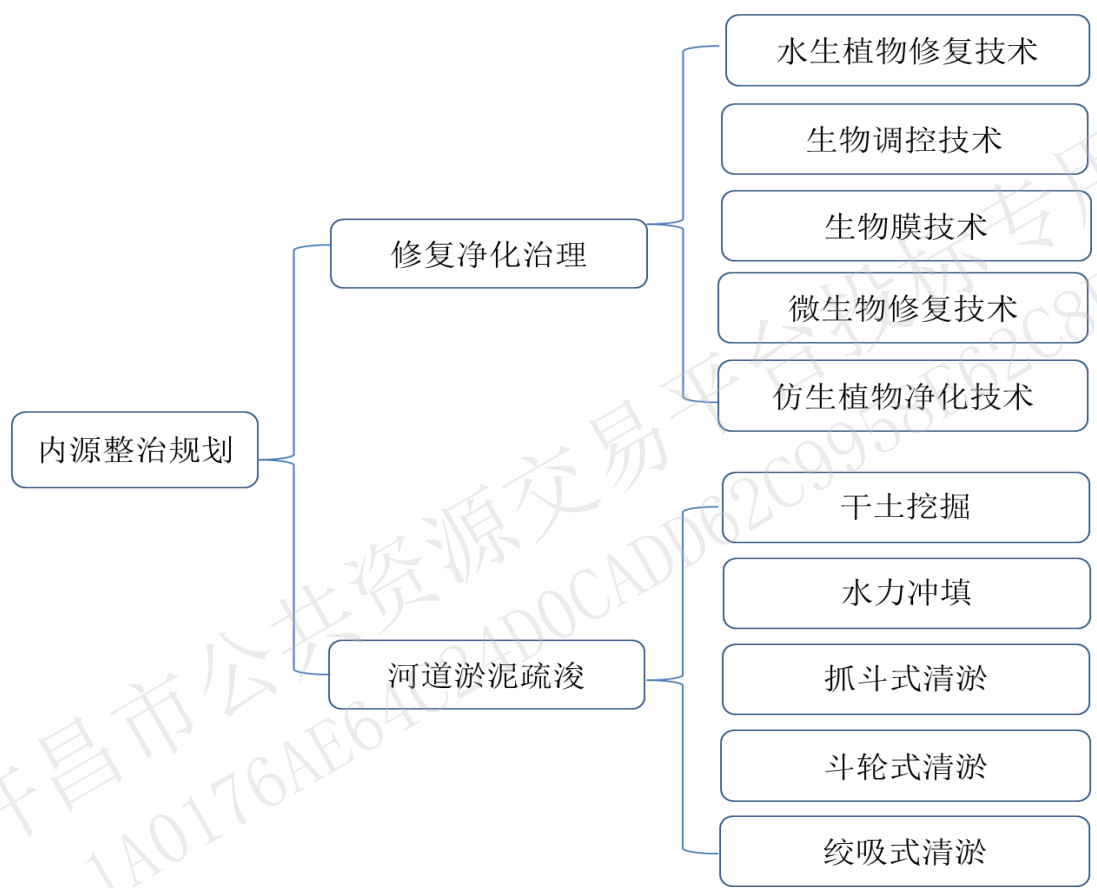 水生植物修复技术
生物调控技术
生物膜技术
修复净化治理
微生物修复技术
仿生植物净化技术
内源整治规划
干土挖掘
水力冲填
河道淤泥疏浚
抓斗式清淤
斗轮式清淤
绞吸式清淤
许昌市公共资源交易平台投标专用